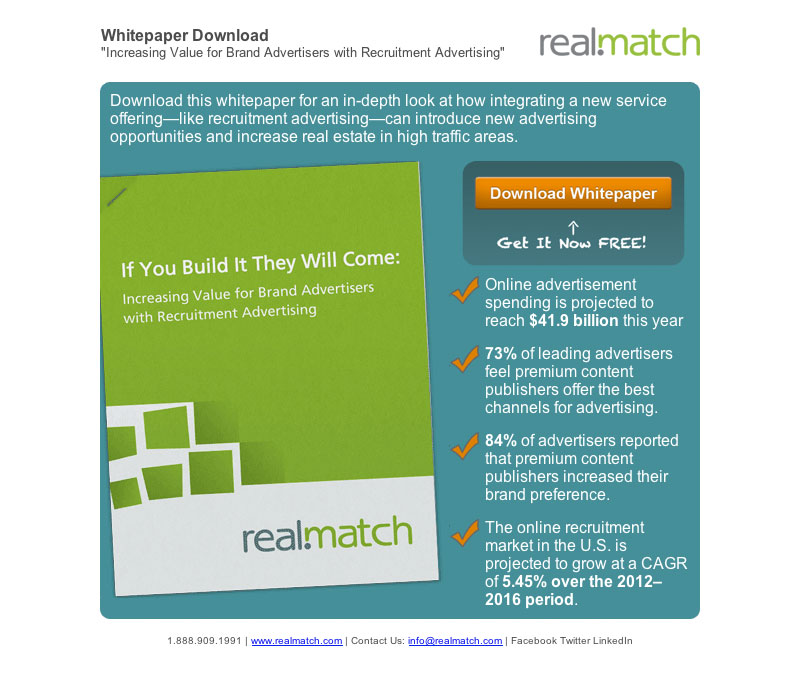 Whitepaper Download
"Increasing Value for Brand Advertisers with Recruitment Advertising"
real!match
Download this whitepaper for an in-depth look at how integrating a new service
offering—like recruitment advertising—can introduce new advertising
opportunities and increase real estate in high traffic areas.
If You Build It They Will Come:
Increasing Value for Brand Advertisers
with Recruitment Advertising
real!match
Download Whitepaper
Get It Now FREE!
Online advertisement
spending is projected to
reach $41.9 billion this year
73% of leading advertisers
feel premium content
publishers offer the best
channels for advertising.
84% of advertisers reported
that premium content
publishers increased their
brand preference.
The online recruitment
market in the U.S. is
projected to grow at a CAGR
of 5.45% over the 2012–
2016 period.
1.888.909.1991 | www.realmatch.com | Contact Us: info@realmatch.com | Facebook Twitter LinkedIn